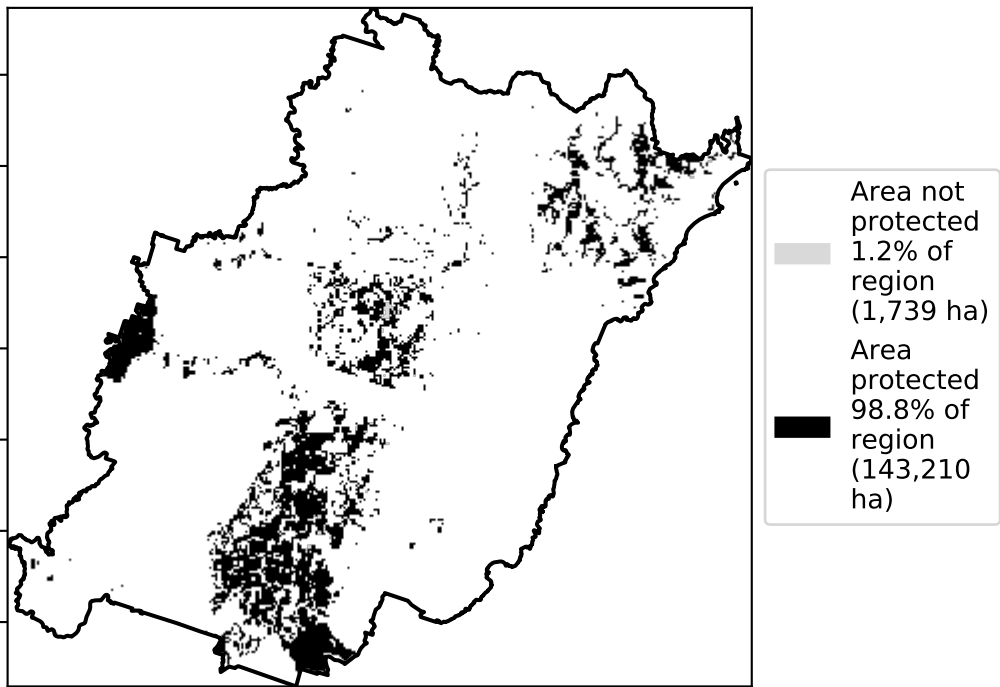 Area not
protected
1.2% of
region
(1,739 ha)
Area
protected
98.8% of
region
(143,210
ha)